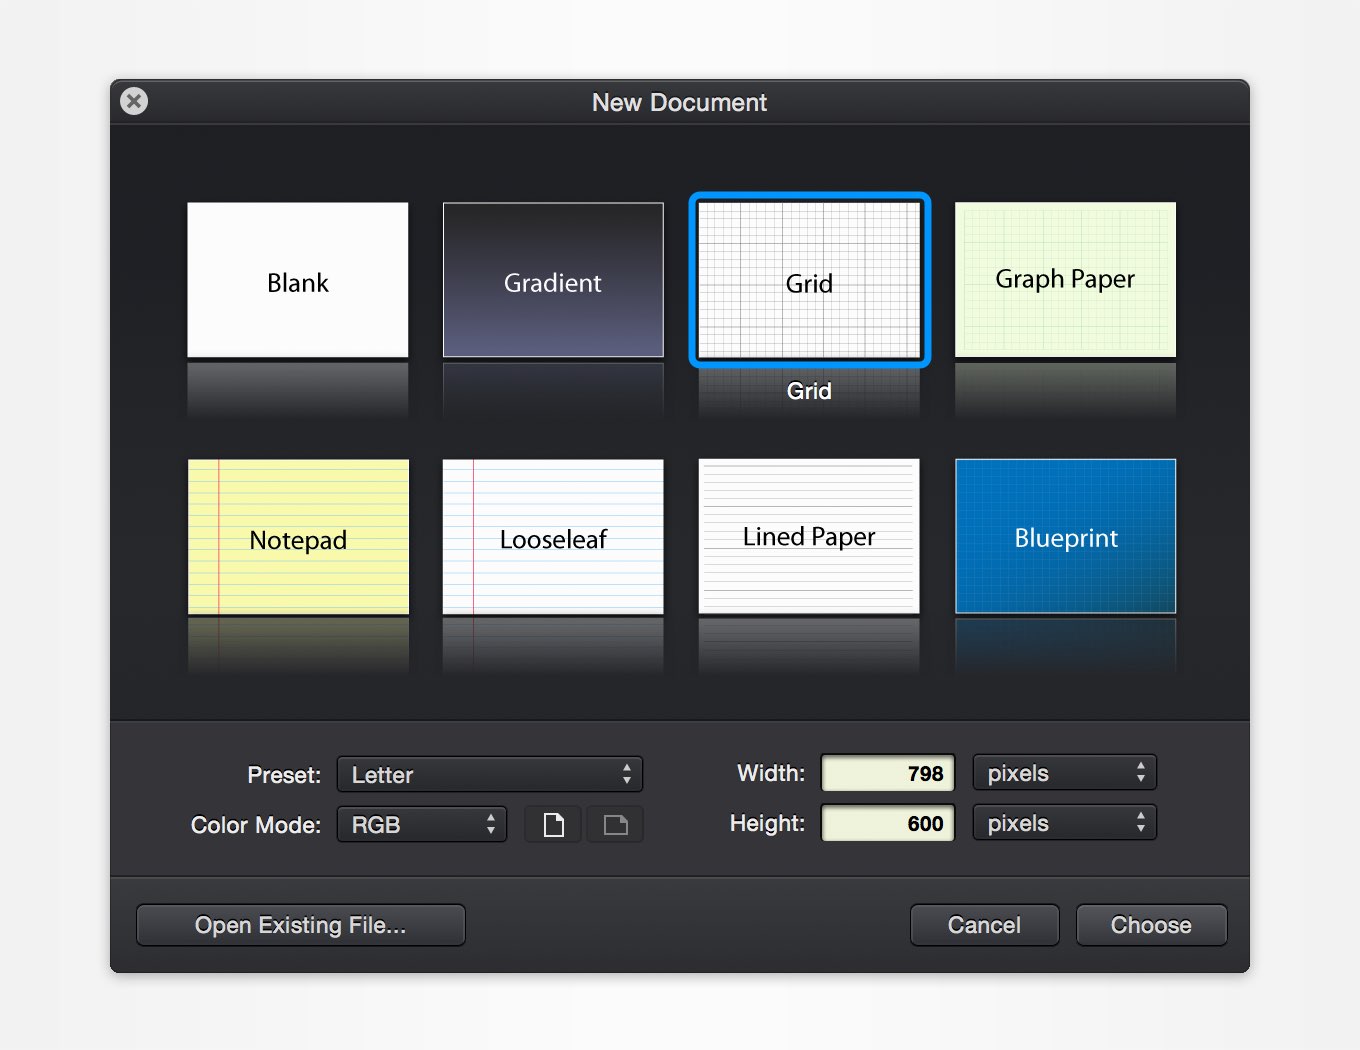 New Document
Blank
Gradient
Grid
Graph Paper
Grid
Notepad
Looseleaf
Lined Paper
Blueprint
Preset: Letter
Width: 798 pixels
Color Mode: RGB
Height: 600 pixels
Open Existing File...
Cancel
Choose